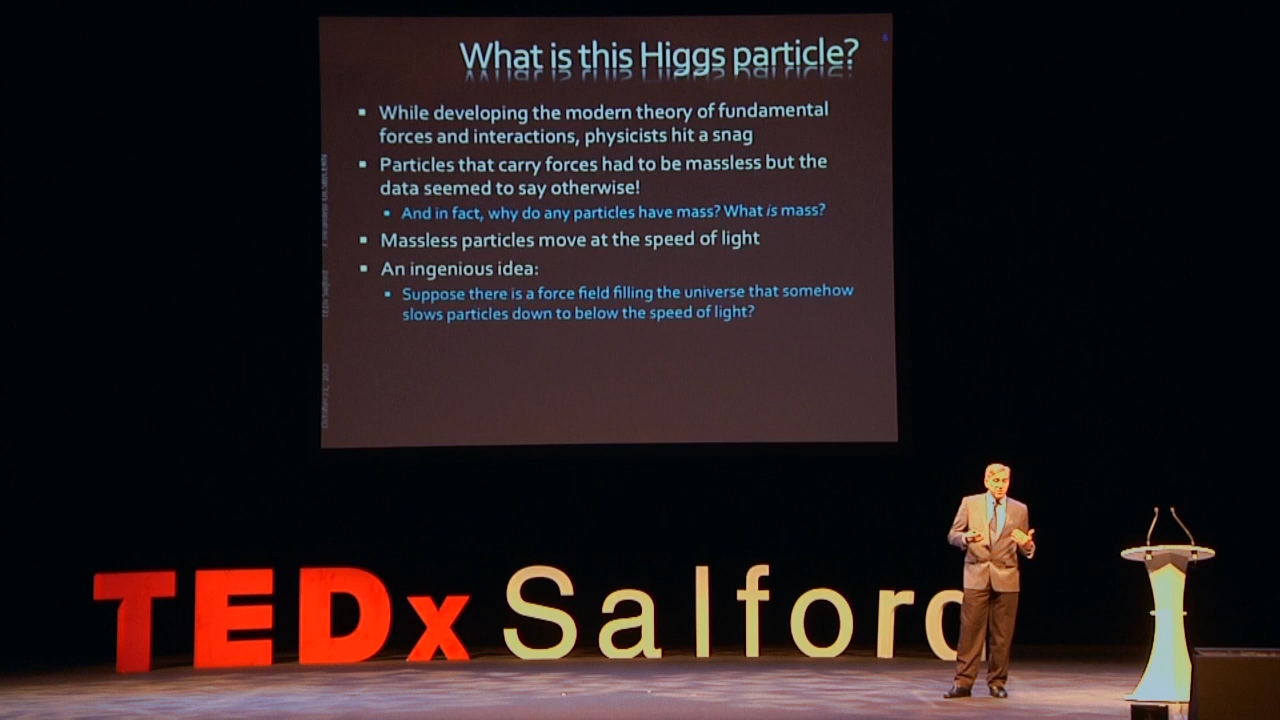 What is this Higgs particle?
While developing the modern theory of fundamental
forces and interactions, physicists hit a snag
Particles that carry forces had to be massless but the
data seemed to say otherwise!
And in fact, why do any particles have mass? What is mass?
Massless particles move at the speed of light
An ingenious idea:
Suppose there is a force field filling the universe that somehow
slows particles down to below the speed of light?
TEDx Salford
October 21, 2012
TEDxSalford